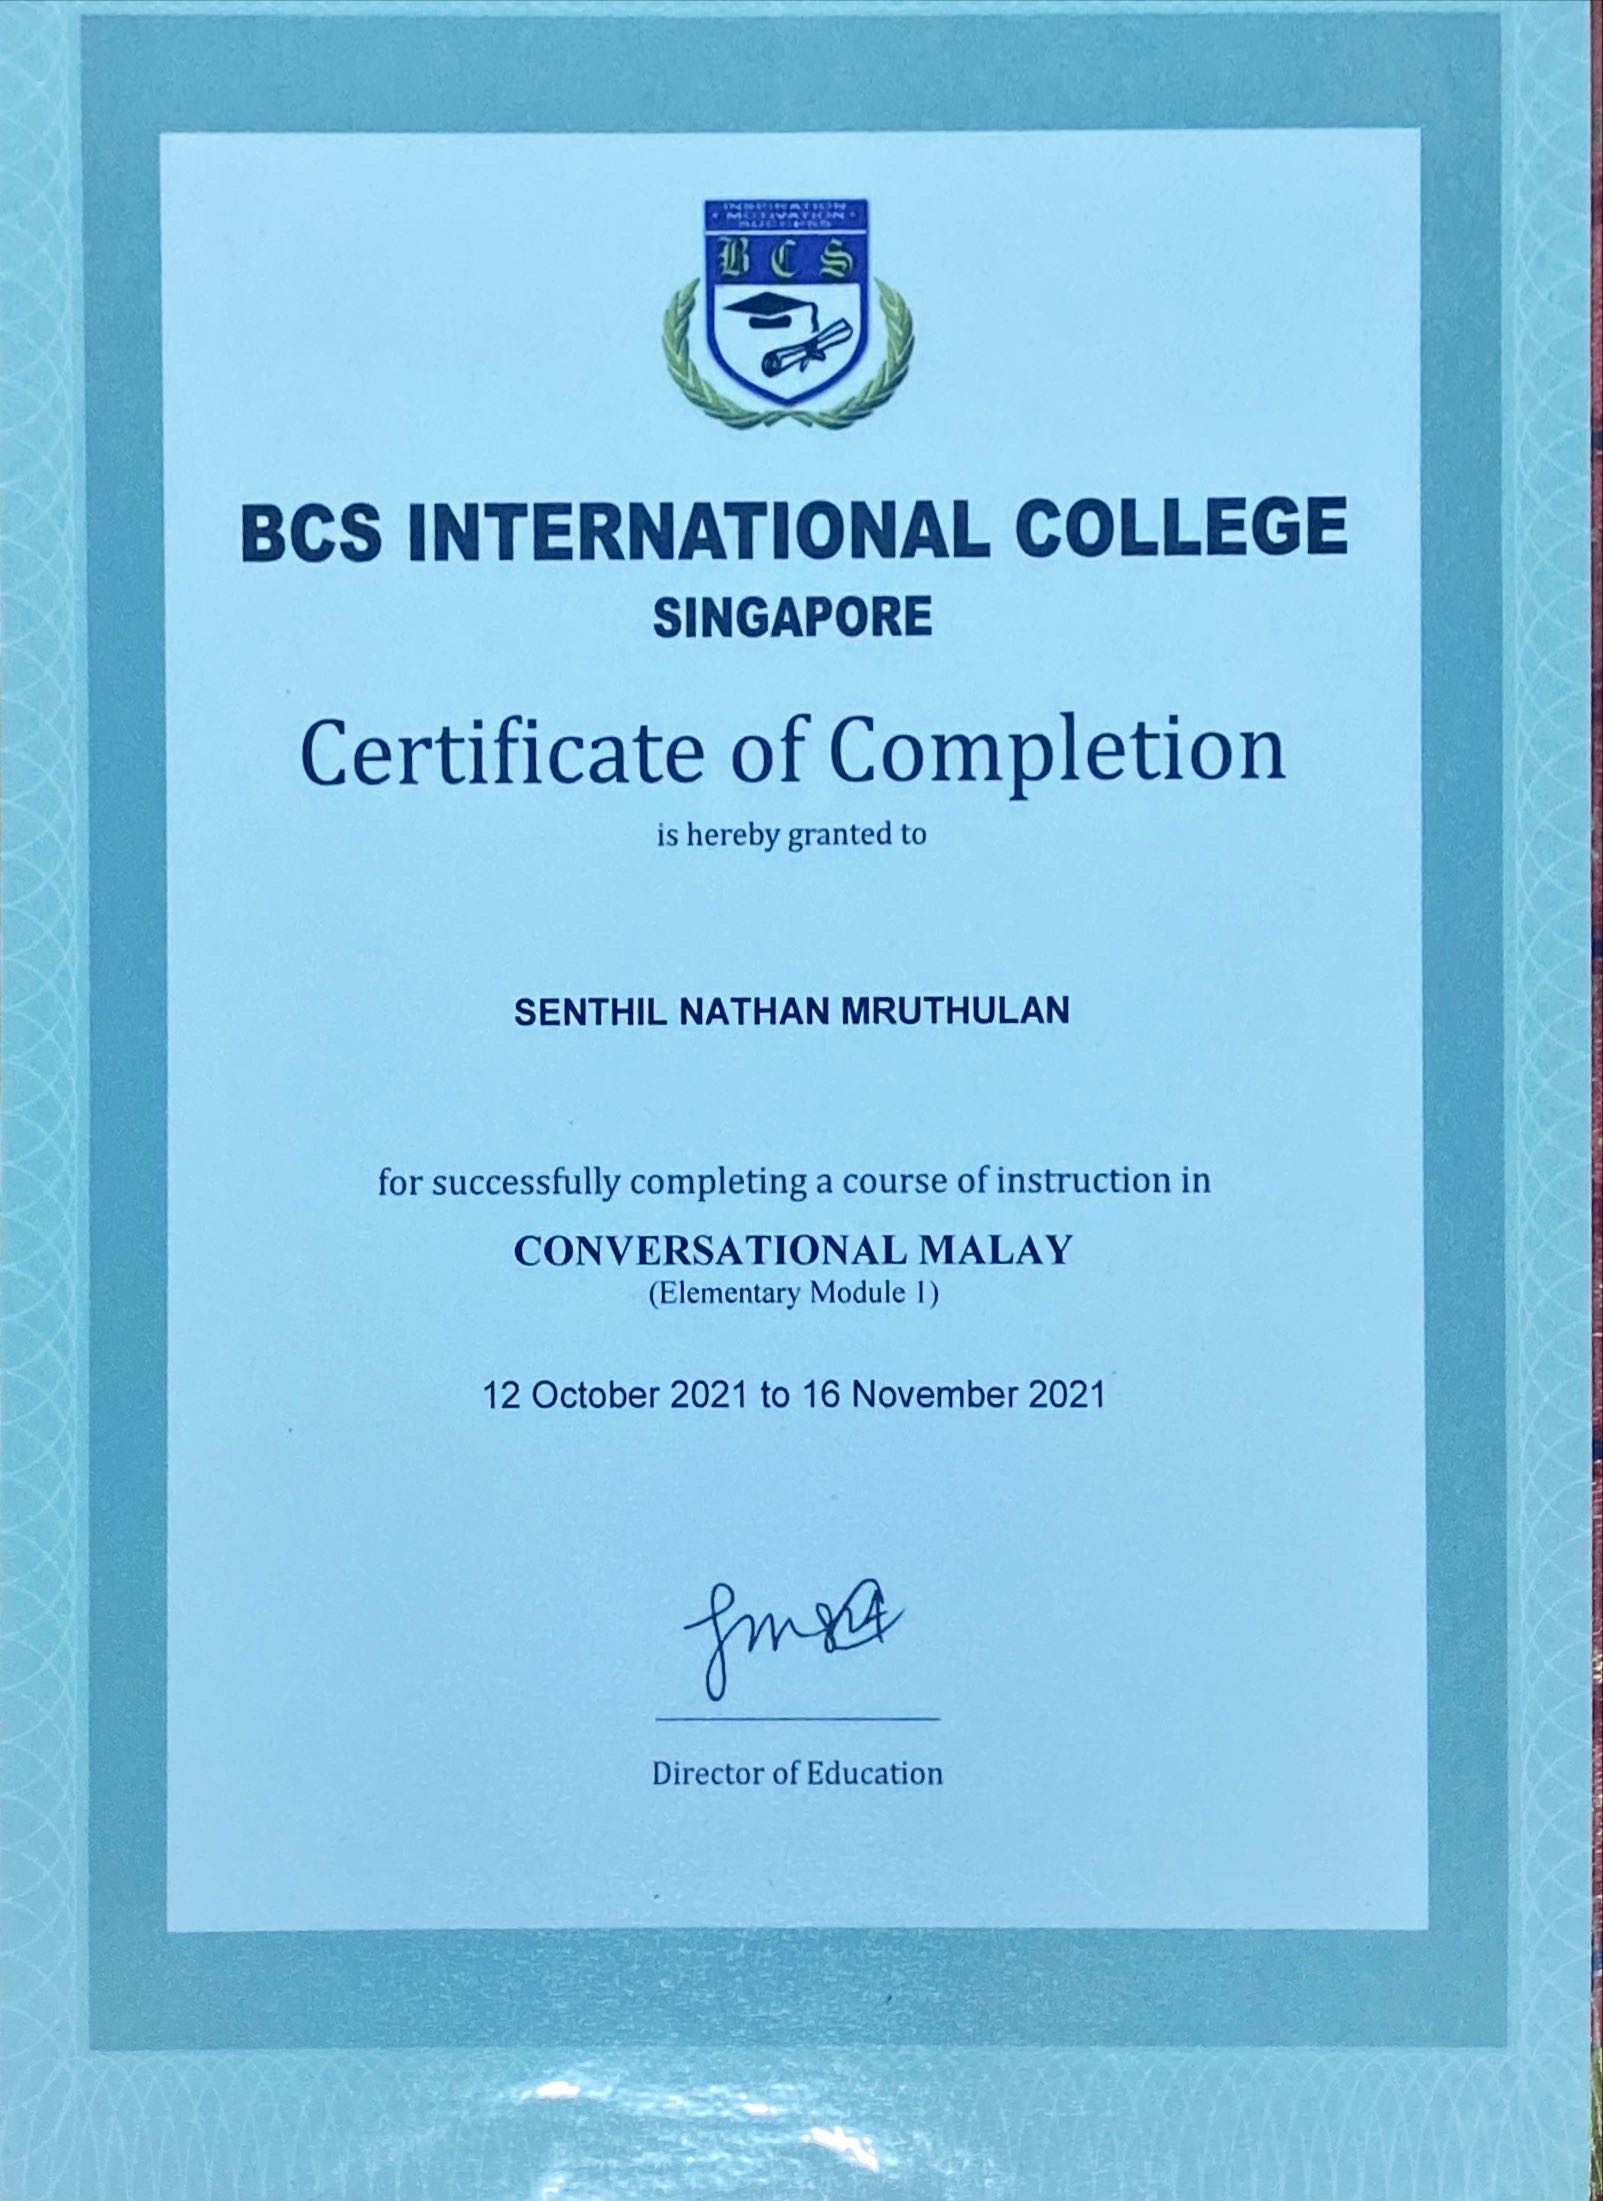 INSPIRATION
MOTIVATION
SUCCESS
B C S
BCS INTERNATIONAL COLLEGE
SINGAPORE
Certificate of Completion
is hereby granted to
SENTHIL NATHAN MRUTHULAN
for successfully completing a course of instruction in
CONVERSATIONAL MALAY
(Elementary Module 1)
12 October 2021 to 16 November 2021
Director of Education